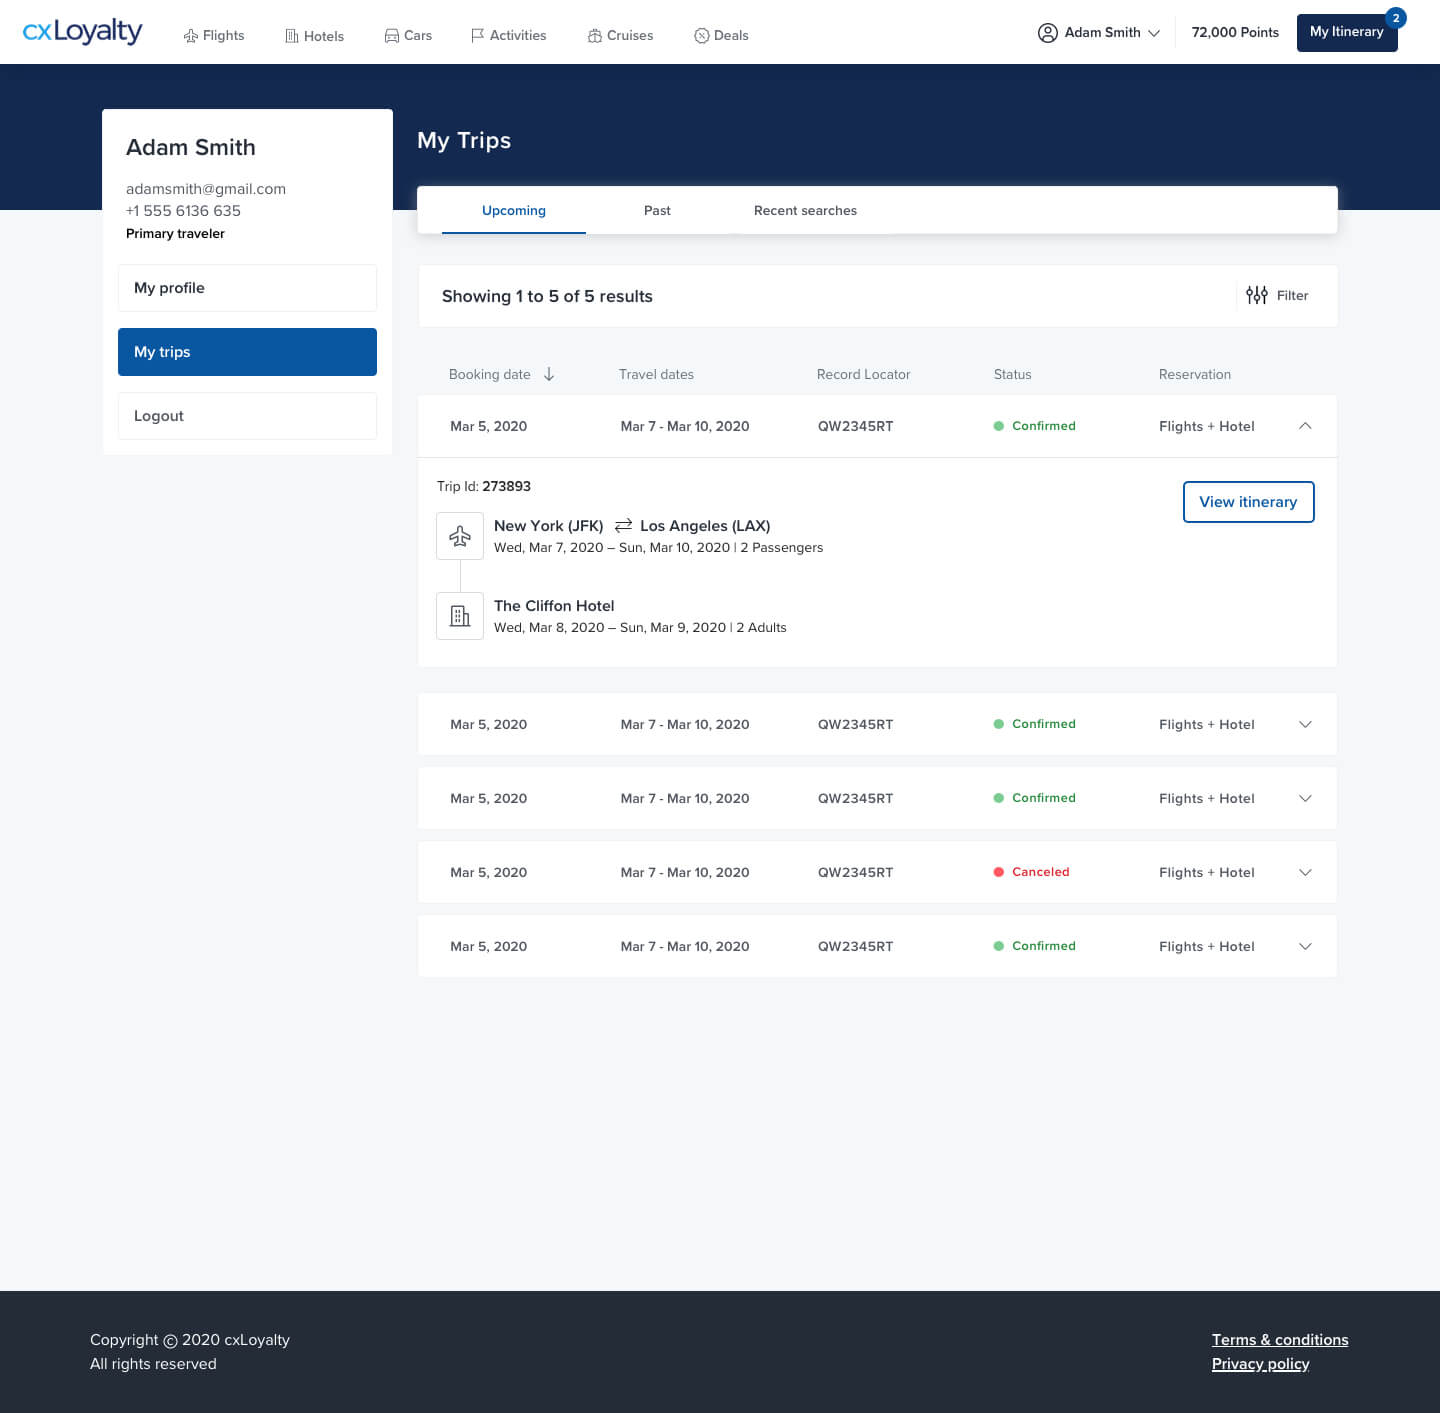 cxLoyalty
Flights
Hotels
Cars
Activities
Cruises
Deals
Adam Smith
72,000 Points
My Itinerary
2
Adam Smith
adamsmith@gmail.com
+1 555 6136 635
Primary traveler
My profile
My trips
Logout
My Trips
Upcoming
Past
Recent searches
Showing 1 to 5 of 5 results
Filter
Booking date
Travel dates
Record Locator
Status
Reservation
Mar 5, 2020
Mar 7 - Mar 10, 2020
QW2345RT
Confirmed
Flights + Hotel
Trip Id: 273893
View itinerary
New York (JFK) Los Angeles (LAX)
Wed, Mar 7, 2020 – Sun, Mar 10, 2020 | 2 Passengers
The Cliffon Hotel
Wed, Mar 8, 2020 – Sun, Mar 9, 2020 | 2 Adults
Mar 5, 2020
Mar 7 - Mar 10, 2020
QW2345RT
Confirmed
Flights + Hotel
Mar 5, 2020
Mar 7 - Mar 10, 2020
QW2345RT
Confirmed
Flights + Hotel
Mar 5, 2020
Mar 7 - Mar 10, 2020
QW2345RT
Canceled
Flights + Hotel
Mar 5, 2020
Mar 7 - Mar 10, 2020
QW2345RT
Confirmed
Flights + Hotel
Copyright © 2020 cxLoyalty
All rights reserved
Terms & conditions
Privacy policy